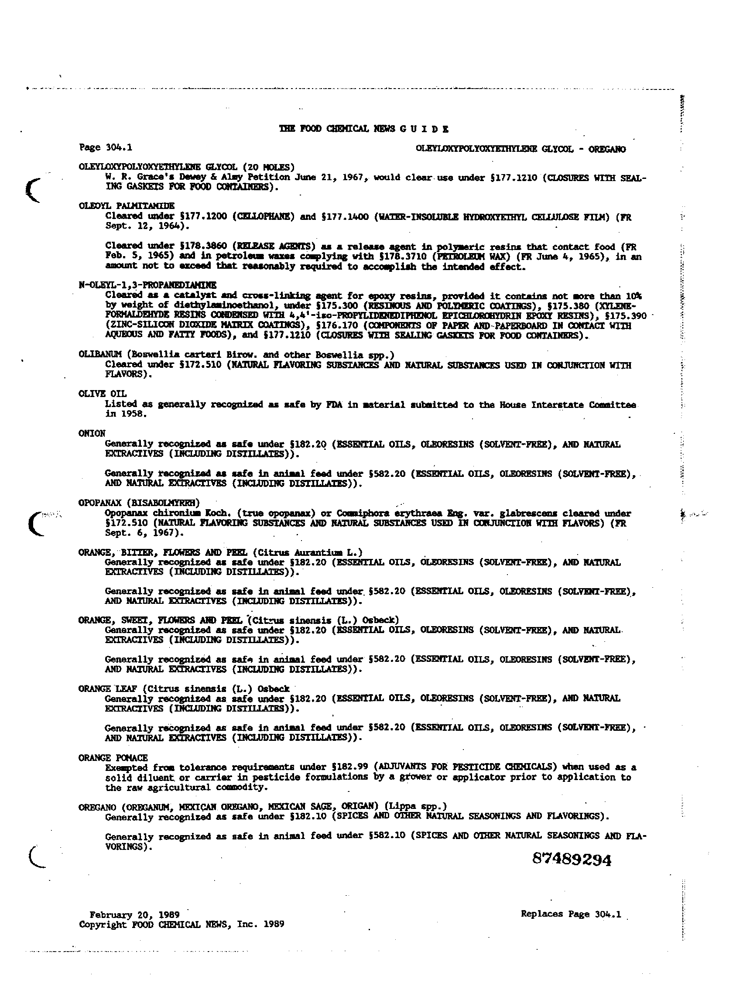 THE FOOD CHEMICAL NEWS G U I D E
Page 304.1 OLEYLOXYPOLYOXYETHYLENE GLYCOL - OREGANO
OLEYLOXYPOLYOXYETHYLENE GLYCOL (20 MOLES)
W. R. Grace's Dewey & Almy Petition June 21, 1967, would clear use under §177.1210 (CLOSURES WITH SEAL-
ING GASKETS FOR FOOD CONTAINERS).
OLEOYL PALMITAMIDE
Cleared under §177.1200 (CELLOPHANE) and §177.1400 (WATER-INSOLUBLE HYDROXYETHYL CELLULOSE FILM) (FR
Sept. 12, 1964).
Cleared under §178.3860 (RELEASE AGENTS) as a release agent in polymeric resins that contact food (FR
Feb. 5, 1965) and in petroleum waxes complying with §178.3710 (PETROLEUM WAX) (FR June 4, 1965), in an
amount not to exceed that reasonably required to accomplish the intended effect.
N-OLEYL-1,3-PROPANEDIAMINE
Cleared as a catalyst and cross-linking agent for epoxy resins, provided it contains not more than 10%
by weight of diethylaminoethanol, under §175.300 (RESINOUS AND POLYMERIC COATINGS), §175.380 (XYLENE-
FORMALDEHYDE RESINS CONDENSED WITH 4,4'-iso-PROPYLIDENEDIPHENOL EPICHLOROHYDRIN EPOXY RESINS), §175.390
(ZINC-SILICON DIOXIDE MATRIX COATINGS), §176.170 (COMPONENTS OF PAPER AND PAPERBOARD IN CONTACT WITH
AQUEOUS AND FATTY FOODS), and §177.1210 (CLOSURES WITH SEALING GASKETS FOR FOOD CONTAINERS).
OLIBANUM (Boswellia carteri Birow. and other Boswellia spp.)
Cleared under §172.510 (NATURAL FLAVORING SUBSTANCES AND NATURAL SUBSTANCES USED IN CONJUNCTION WITH
FLAVORS).
OLIVE OIL
Listed as generally recognized as safe by FDA in material submitted to the House Interstate Committee
in 1958.
ONION
Generally recognized as safe under §182.20 (ESSENTIAL OILS, OLEORESINS (SOLVENT-FREE), AND NATURAL
EXTRACTIVES (INCLUDING DISTILLATES)).
Generally recognized as safe in animal feed under §582.20 (ESSENTIAL OILS, OLEORESINS (SOLVENT-FREE),
AND NATURAL EXTRACTIVES (INCLUDING DISTILLATES)).
OPOPANAX (BISABOLMYRRH)
Opopanax chironium Koch. (true opopanax) or Commiphora erythraea Eng. var. glabrescens cleared under
§172.510 (NATURAL FLAVORING SUBSTANCES AND NATURAL SUBSTANCES USED IN CONJUNCTION WITH FLAVORS) (FR
Sept. 6, 1967).
ORANGE, BITTER, FLOWERS AND PEEL (Citrus Aurantium L.)
Generally recognized as safe under §182.20 (ESSENTIAL OILS, OLEORESINS (SOLVENT-FREE), AND NATURAL
EXTRACTIVES (INCLUDING DISTILLATES)).
Generally recognized as safe in animal feed under §582.20 (ESSENTIAL OILS, OLEORESINS (SOLVENT-FREE),
AND NATURAL EXTRACTIVES (INCLUDING DISTILLATES)).
ORANGE, SWEET, FLOWERS AND PEEL (Citrus sinensis (L.) Osbeck)
Generally recognized as safe under §182.20 (ESSENTIAL OILS, OLEORESINS (SOLVENT-FREE), AND NATURAL
EXTRACTIVES (INCLUDING DISTILLATES)).
Generally recognized as safe in animal feed under §582.20 (ESSENTIAL OILS, OLEORESINS (SOLVENT-FREE),
AND NATURAL EXTRACTIVES (INCLUDING DISTILLATES)).
ORANGE LEAF (Citrus sinensis (L.) Osbeck
Generally recognized as safe under §182.20 (ESSENTIAL OILS, OLEORESINS (SOLVENT-FREE), AND NATURAL
EXTRACTIVES (INCLUDING DISTILLATES)).
Generally recognized as safe in animal feed under §582.20 (ESSENTIAL OILS, OLEORESINS (SOLVENT-FREE),
AND NATURAL EXTRACTIVES (INCLUDING DISTILLATES)).
ORANGE POMACE
Exempted from tolerance requirements under §182.99 (ADJUVANTS FOR PESTICIDE CHEMICALS) when used as a
solid diluent or carrier in pesticide formulations by a grower or applicator prior to application to
the raw agricultural commodity.
OREGANO (OREGANUM, MEXICAN OREGANO, MEXICAN SAGE, ORIGAN) (Lippa spp.)
Generally recognized as safe under §182.10 (SPICES AND OTHER NATURAL SEASONINGS AND FLAVORINGS).
Generally recognized as safe in animal feed under §582.10 (SPICES AND OTHER NATURAL SEASONINGS AND FLA-
VORINGS).
87489294
February 20, 1989 Replaces Page 304.1
Copyright FOOD CHEMICAL NEWS, Inc. 1989